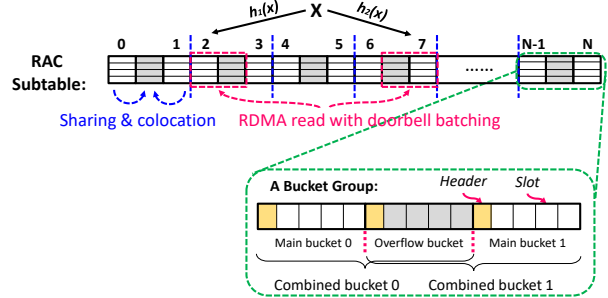 h₁(x) X h₂(x)
0 1 2 3 4 5 6 7 N-1 N
RAC
Subtable:
......
Sharing & colocation RDMA read with doorbell batching
A Bucket Group: Header Slot
Main bucket 0 Overflow bucket Main bucket 1
Combined bucket 0 Combined bucket 1